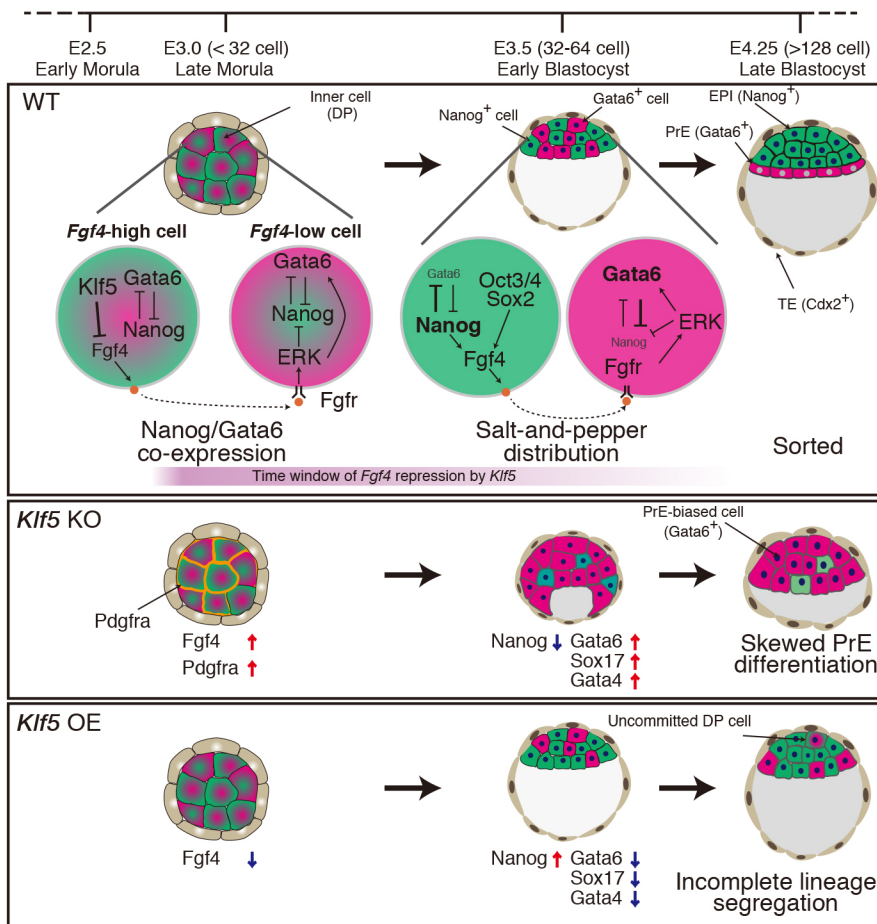 E2.5
Early Morula
E3.0 (< 32 cell)
Late Morula
E3.5 (32-64 cell)
Early Blastocyst
E4.25 (>128 cell)
Late Blastocyst
WT
Inner cell
(DP)
Nanog+ cell
Gata6+ cell
EPI (Nanog+)
PrE (Gata6+)
TE (Cdx2+)
Fgf4-high cell
Fgf4-low cell
Klf5
Gata6
Nanog
Fgf4
Gata6
Nanog
ERK
Fgfr
Gata6
Nanog
Oct3/4
Sox2
Fgf4
Gata6
Nanog
ERK
Fgfr
Nanog/Gata6
co-expression
Salt-and-pepper
distribution
Sorted
Time window of Fgf4 repression by Klf5
Klf5 KO
Pdgfra
Fgf4 ↑
Pdgfra ↑
Nanog ↓ Gata6 ↑
Sox17 ↑
Gata4 ↑
PrE-biased cell
(Gata6+)
Skewed PrE
differentiation
Klf5 OE
Fgf4 ↓
Nanog ↑ Gata6 ↓
Sox17 ↓
Gata4 ↓
Uncommitted DP cell
Incomplete lineage
segregation